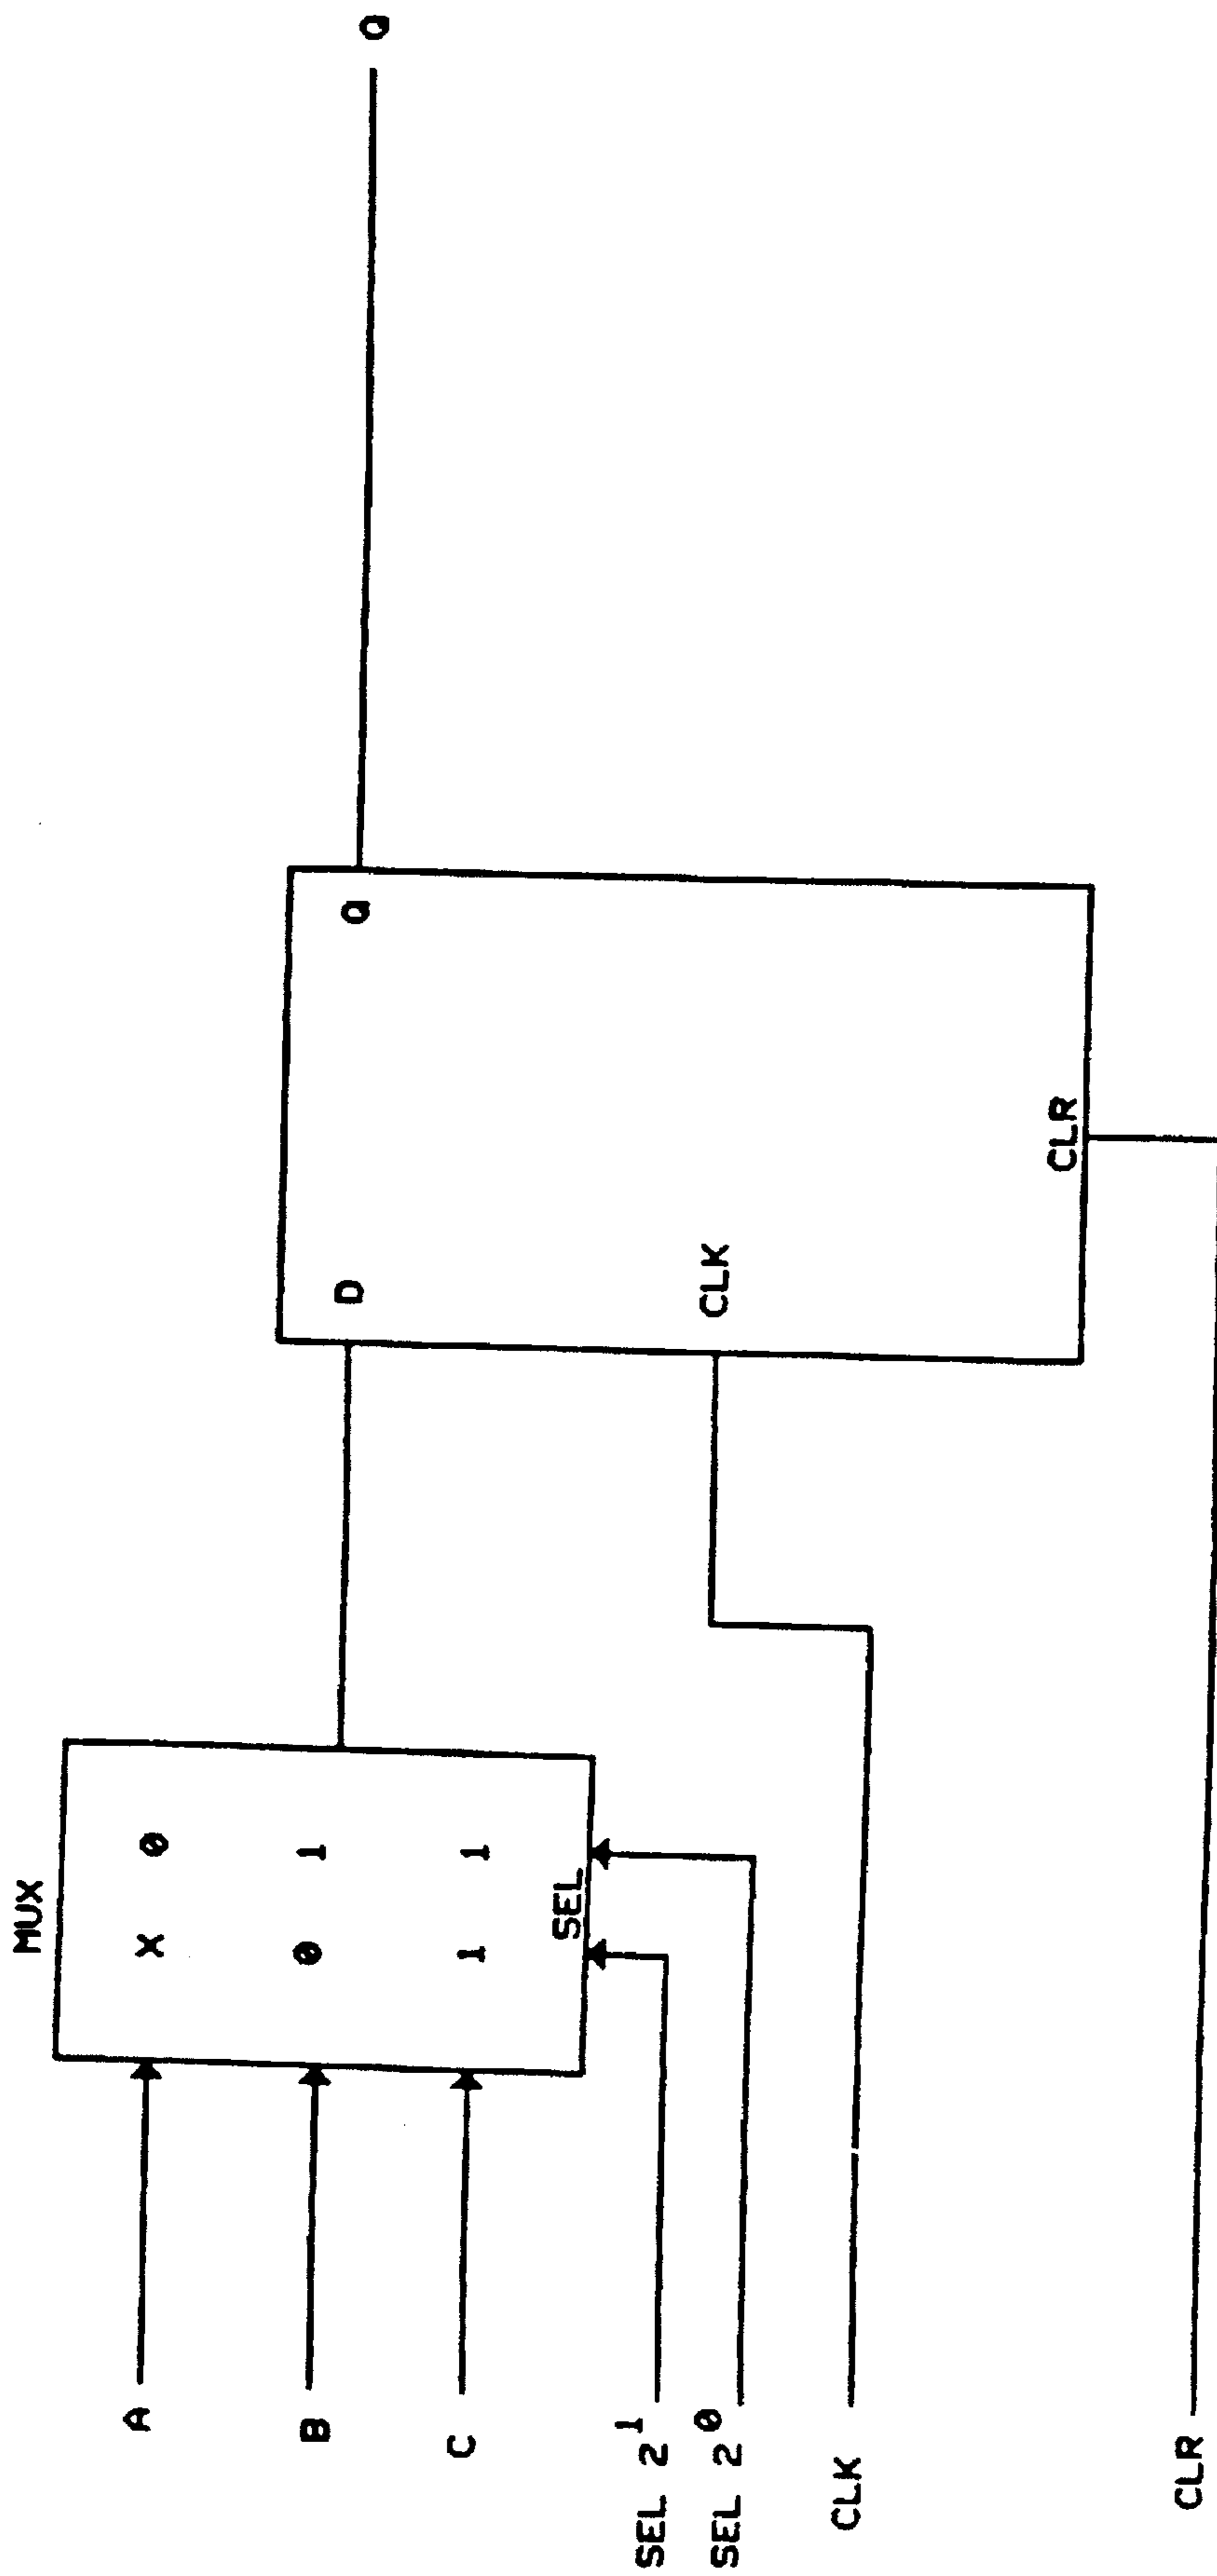 MUX
A
X 0
B
0 1
C
1 1
SEL
SEL 2^1
SEL 2^0
CLK
CLR
D
Q
CLK
CLR
Q